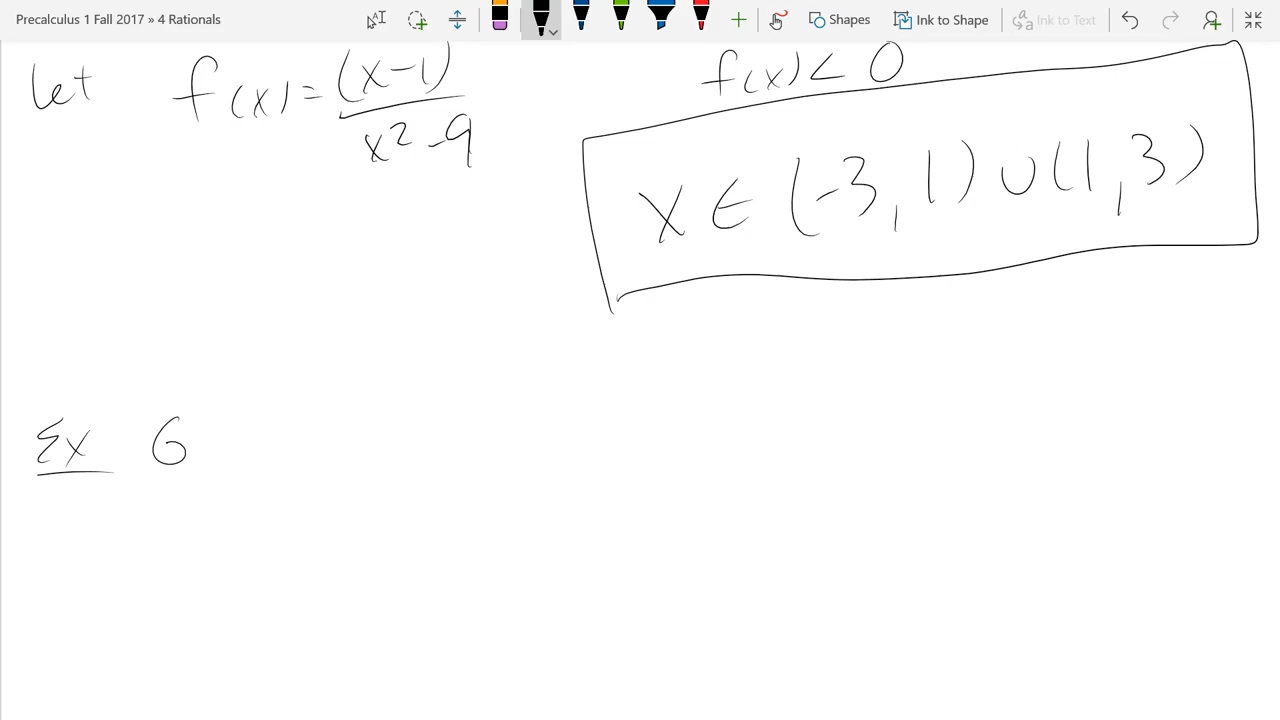 Precalculus 1 Fall 2017 » 4 Rationals
Shapes
Ink to Shape
Ink to Text
let f(x) = (x-1) / x² - 9
f(x) < 0
x ∈ (-3, 1) ∪ (1, 3)
Ex 6